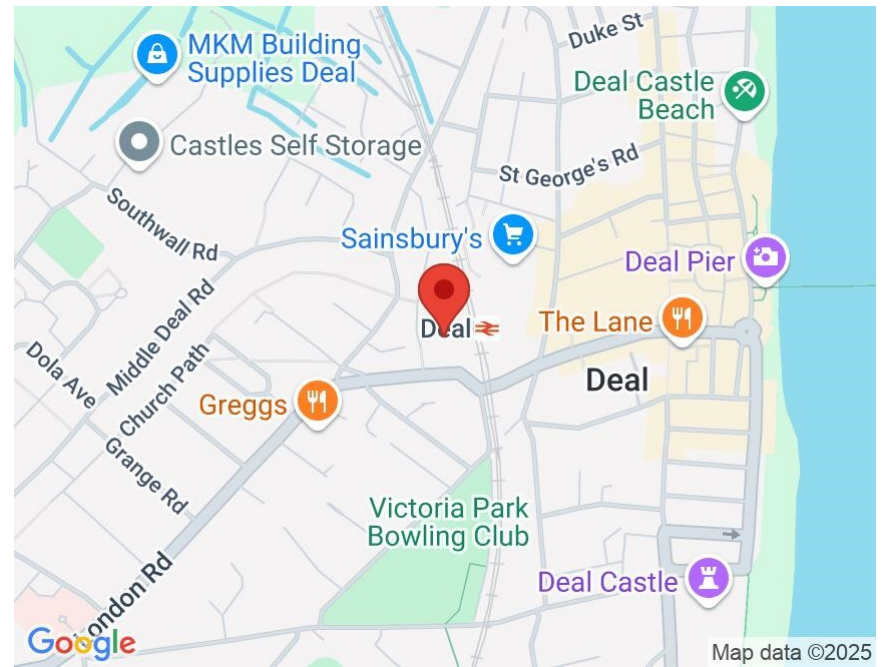 Duke St
MKM Building
Supplies Deal
Deal Castle
Beach
Castles Self Storage
St George's Rd
Southwall Rd
Sainsbury's
Deal Pier
Middle Deal Rd
Deal
The Lane
Dola Ave
Church Path
Deal
Greggs
Grange Rd
Victoria Park
Bowling Club
London Rd
Deal Castle
Google
Map data ©2025